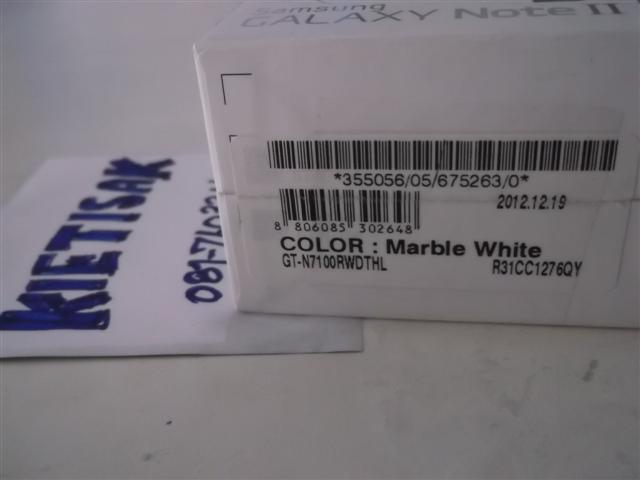 Samsung
GALAXY Note II
*355056/05/675263/0*
2012.12.19
8 806085 302648
COLOR : Marble White
GT-N7100RWDTHL
R31CC1276QY
KIETISAK